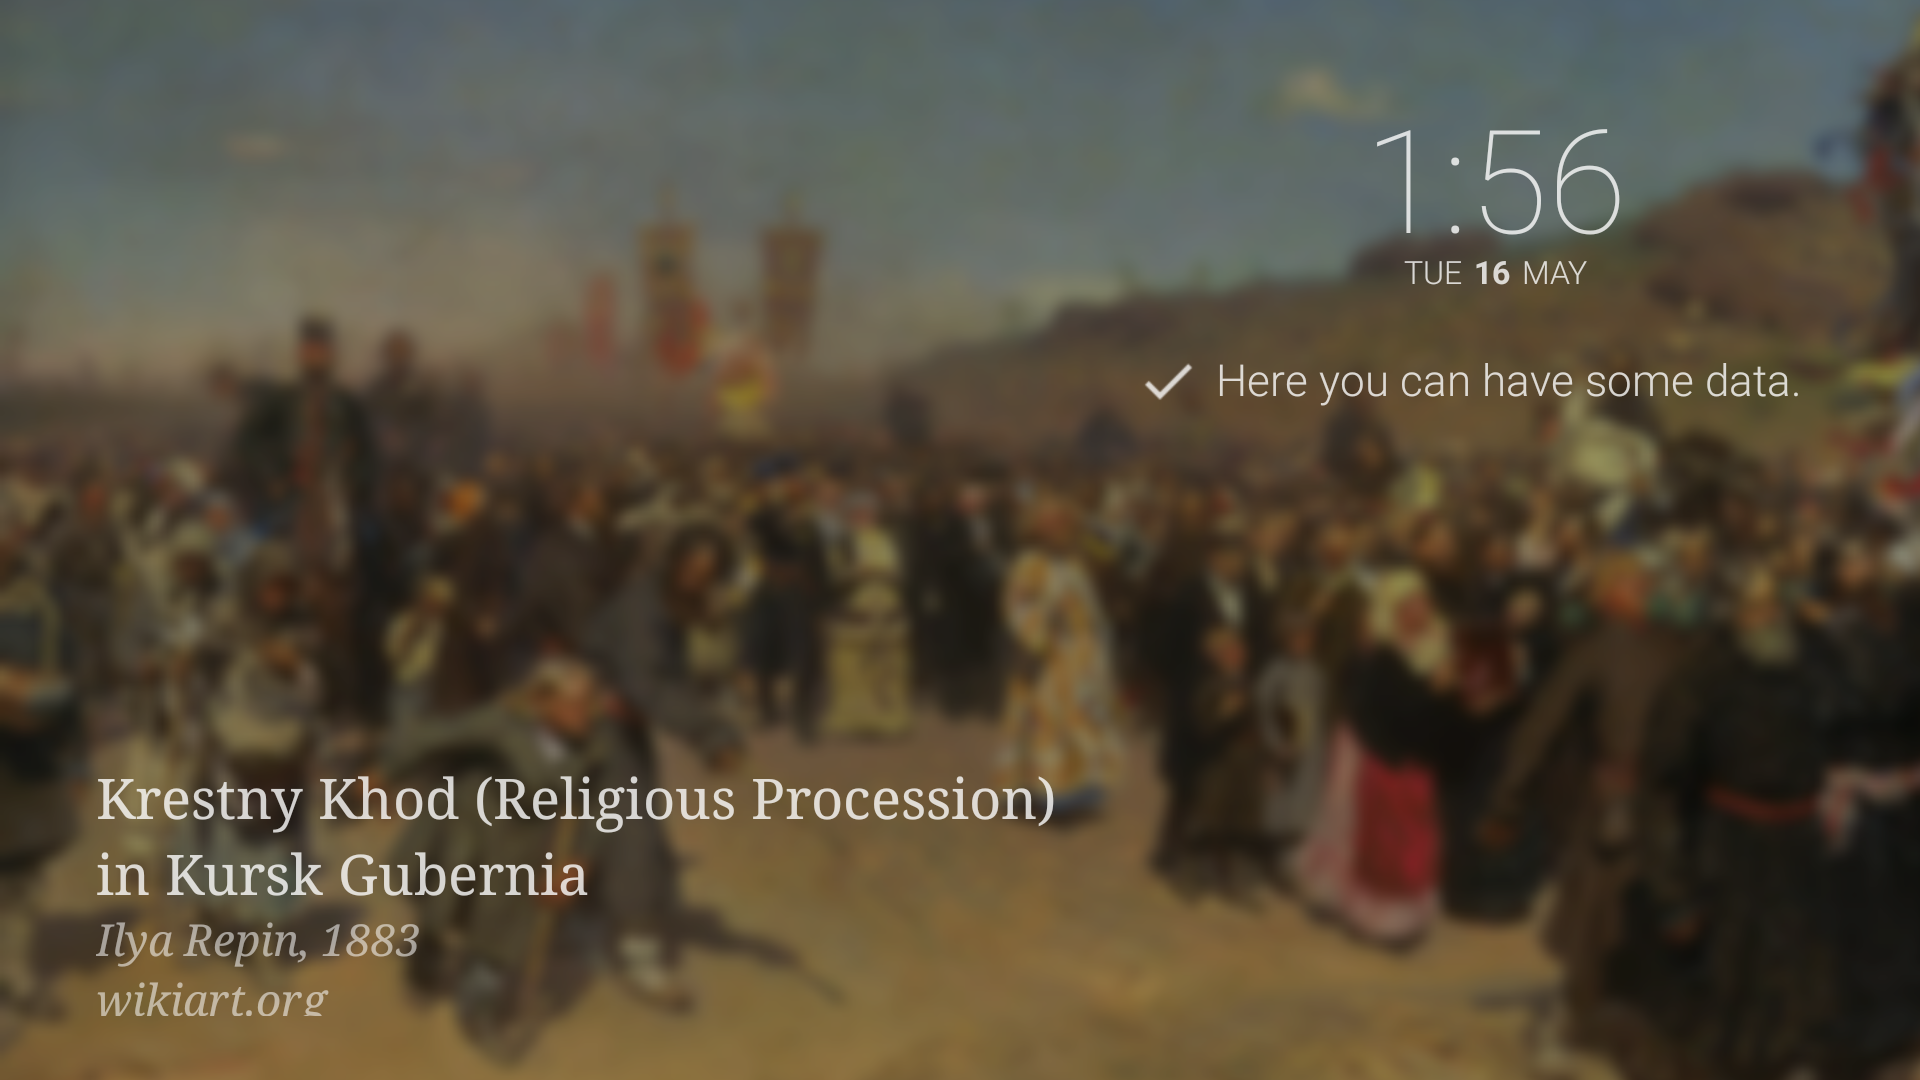 1:56
TUE 16 MAY
Here you can have some data.
Krestny Khod (Religious Procession)
in Kursk Gubernia
Ilya Repin, 1883
wikiart.org